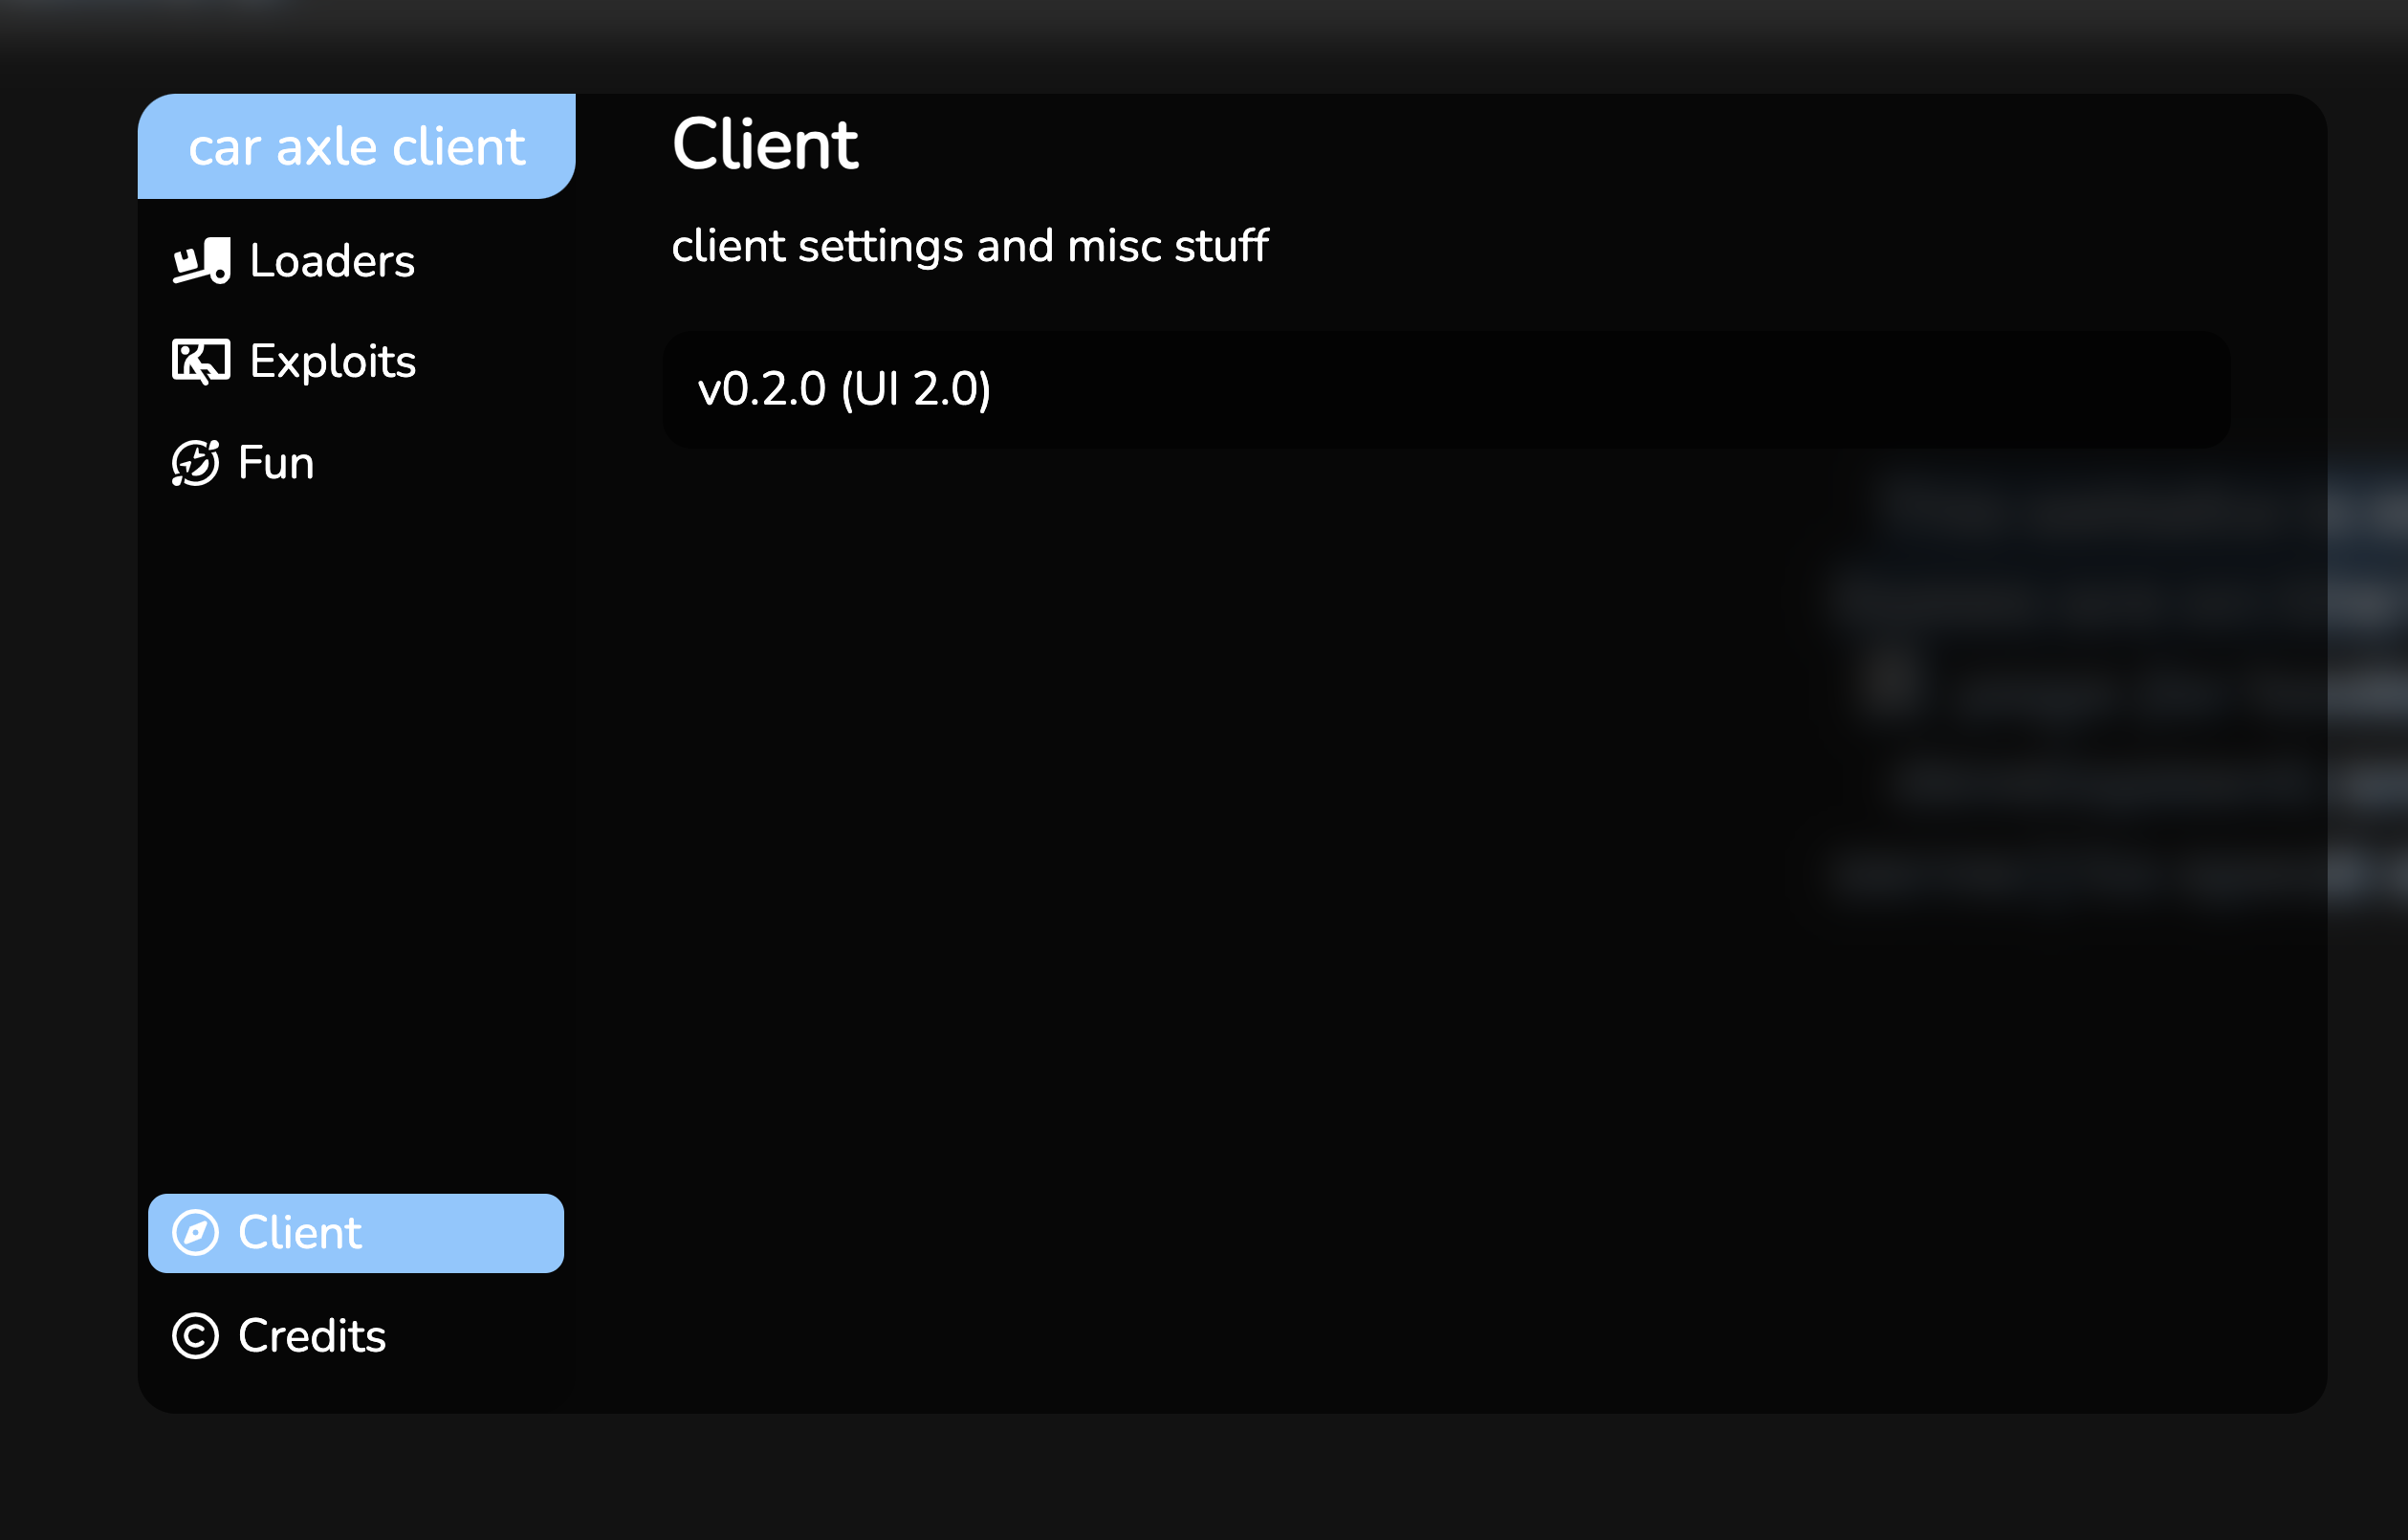 car axle client
Loaders
Exploits
Fun
Client
Credits
Client
client settings and misc stuff
v0.2.0 (UI 2.0)